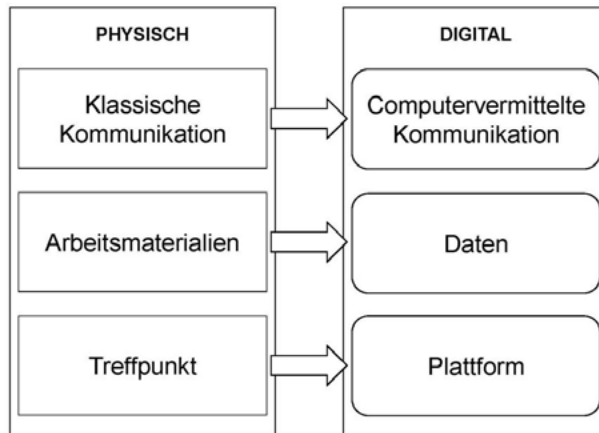 PHYSISCH
DIGITAL
Klassische
Kommunikation
Computervermittelte
Kommunikation
Arbeitsmaterialien
Daten
Treffpunkt
Plattform